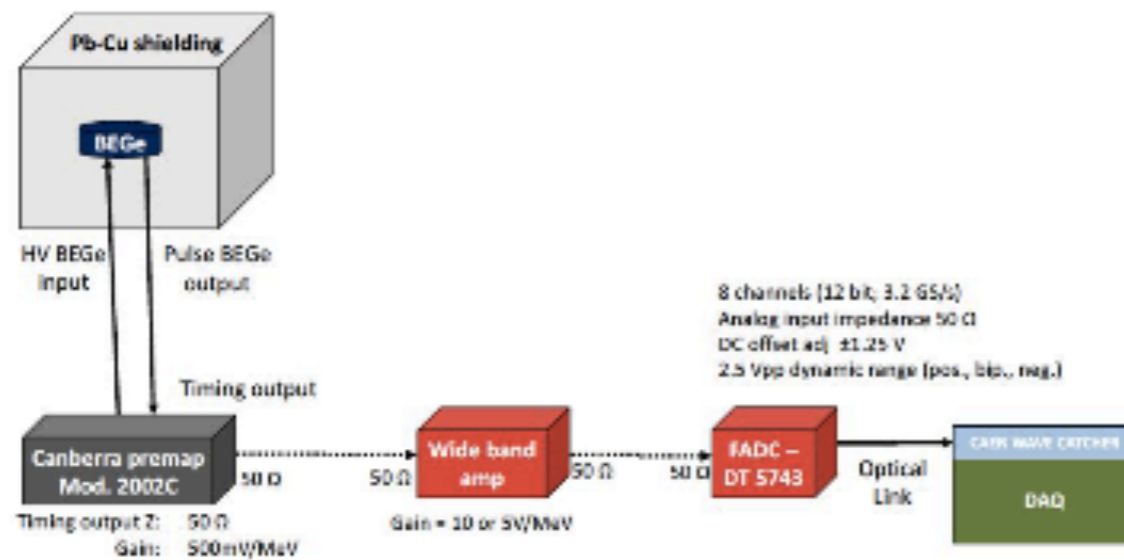 Pb-Cu shielding
BEGe
HV BEGe
input
Pulse BEGe
output
8 channels (12 bit; 3.2 GS/s)
Analog input impedance 50 Ω
DC offset adj ±1.25 V
2.5 Vpp dynamic range (pos., bip., neg.)
Timing output
Canberra premap
Mod. 2002C
50 Ω
50 Ω
Wide band
amp
50 Ω
50 Ω
FADC –
DT 5743
Optical
Link
CAEN WAVE CATCHER
DAQ
Timing output Z: 50 Ω
Gain: 500mV/MeV
Gain = 10 or 5V/MeV